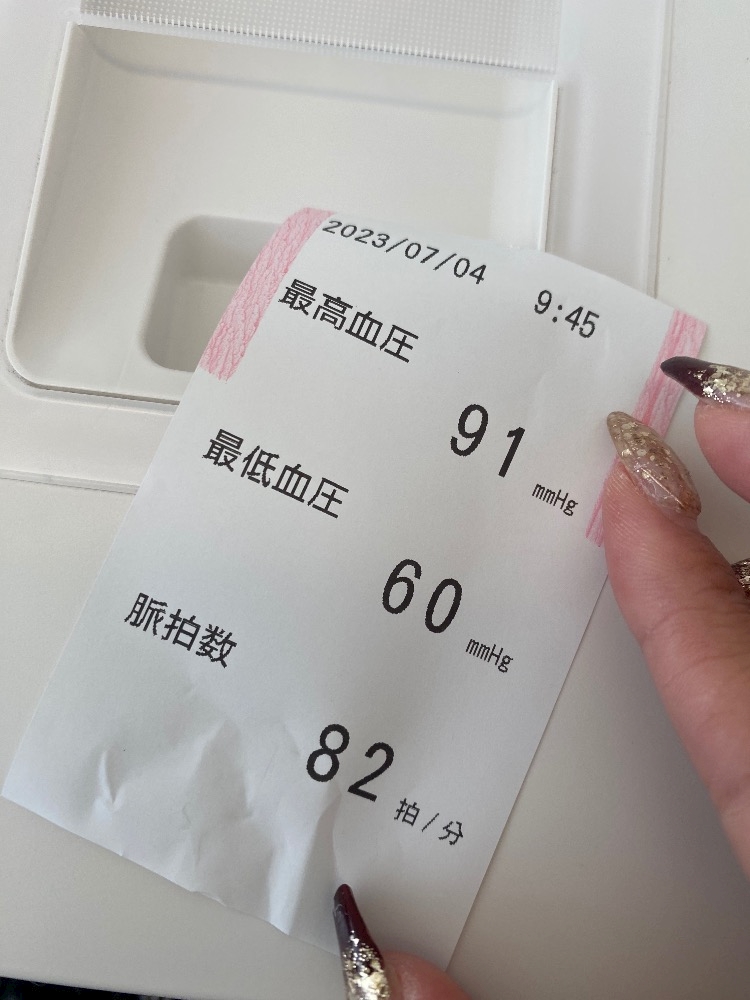 2023/07/04 9:45
最高血圧
91 mmHg
最低血圧
60 mmHg
脈拍数
82 拍/分